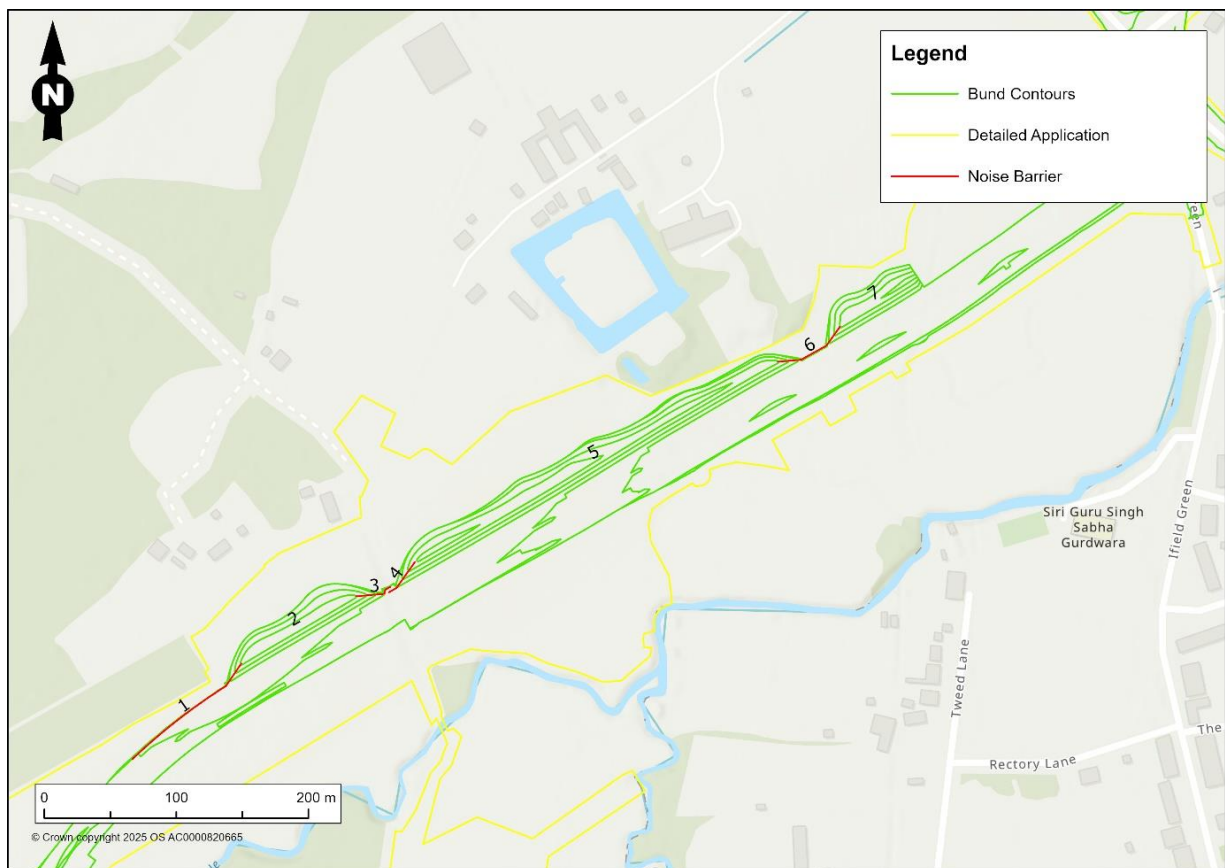 N
Legend
Bund Contours
Detailed Application
Noise Barrier
7
6
5
4
3
2
1
Siri Guru Singh
Sabha
Gurdwara
Ifield Green
Tweed Lane
Rectory Lane
The
0 100 200 m
© Crown copyright 2025 OS AC0000820665